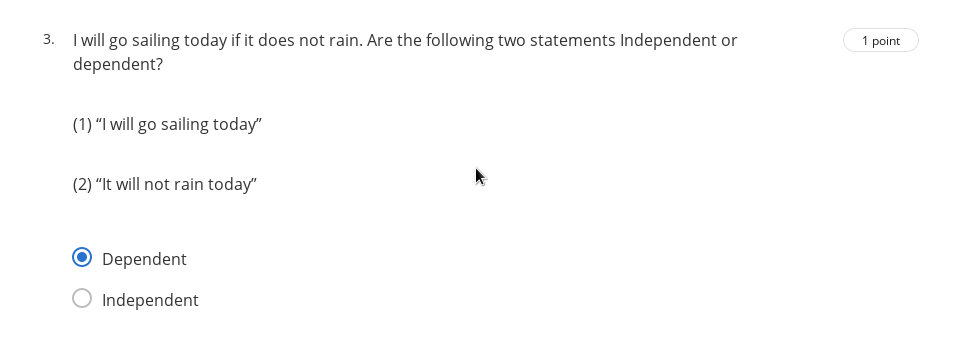 3. I will go sailing today if it does not rain. Are the following two statements Independent or
dependent?
1 point
(1) “I will go sailing today”
(2) “It will not rain today”
Dependent
Independent